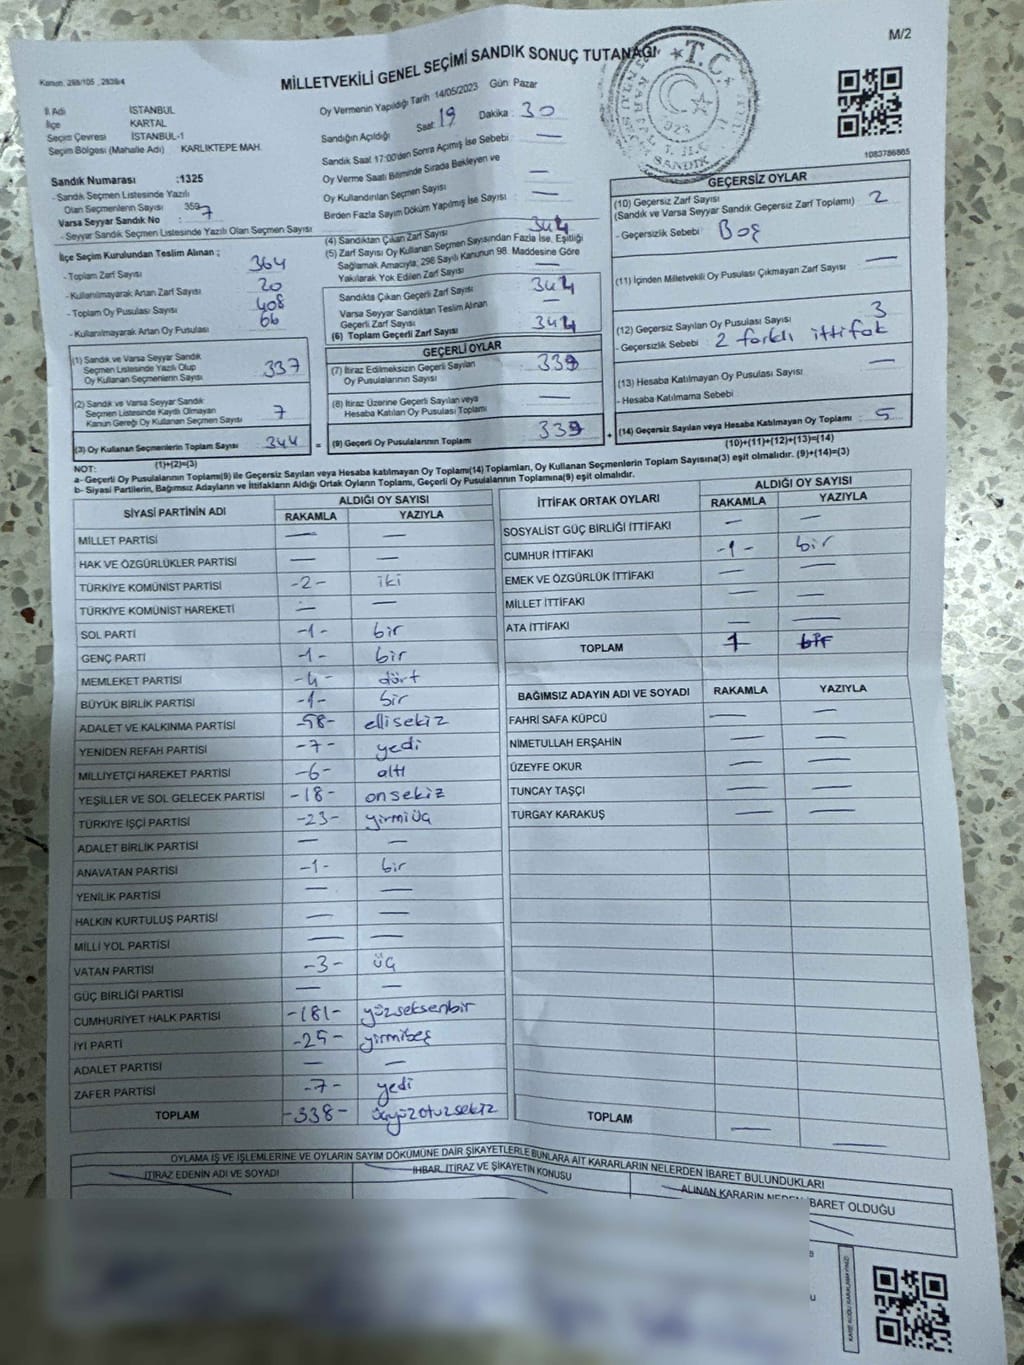 M/2
Kanun: 298/105 , 2839/4
MİLLETVEKİLİ GENEL SEÇİMİ SANDIK SONUÇ TUTANAĞI
İl Adı İSTANBUL
İlçe KARTAL
Seçim Çevresi İSTANBUL-1
Seçim Bölgesi (Mahalle Adı) KARLIKTEPE MAH.
Sandık Numarası :1325
- Sandık Seçmen Listesinde Yazılı
Olan Seçmenlerin Sayısı 359
Varsa Seyyar Sandık No : 7
- Seyyar Sandık Seçmen Listesinde Yazılı Olan Seçmen Sayısı
İlçe Seçim Kurulundan Teslim Alınan ;
- Toplam Zarf Sayısı 364
- Kullanılmayarak Artan Zarf Sayısı 20
- Toplam Oy Pusulası Sayısı 408
- Kullanılmayarak Artan Oy Pusulası 66
(1) Sandık ve Varsa Seyyar Sandık
Seçmen Listesinde Yazılı Olup
Oy Kullanan Seçmenlerin Sayısı 337
(2) Sandık ve Varsa Seyyar Sandık
Seçmen Listesinde Kayıtlı Olmayan
Kanun Gereği Oy Kullanan Seçmen Sayısı 7
(3) Oy Kullanan Seçmenlerin Toplam Sayısı 344 =
(1)+(2)=(3)
Oy Vermenin Yapıldığı Tarih 14/05/2023 Gün Pazar
Sandığın Açıldığı Saat: 19 Dakika : 30
Sandık Saat 17:00'den Sonra Açımış İse Sebebi : —
Oy Verme Saati Bitiminde Sırada Bekleyen ve
Oy Kullandırılan Seçmen Sayısı —
Birden Fazla Sayım Döküm Yapılmış İse Sayısı : —
(4) Sandıktan Çıkan Zarf Sayısı 344
(5) Zarf Sayısı Oy Kullanan Seçmen Sayısından Fazla İse, Eşitliği
Sağlamak Amacıyla, 298 Sayılı Kanunun 98. Maddesine Göre
Yakılarak Yok Edilen Zarf Sayısı —
Sandıkta Çıkan Geçerli Zarf Sayısı 344
Varsa Seyyar Sandıktan Teslim Alınan
Geçerli Zarf Sayısı —
(6) Toplam Geçerli Zarf Sayısı 344
GEÇERLİ OYLAR
(7) İtiraz Edilmeksizin Geçerli Sayılan
Oy Pusulalarının Sayısı 339
(8) İtiraz Üzerine Geçerli Sayılan veya
Hesaba Katılan Oy Pusulası Toplamı —
(9) Geçerli Oy Pusulalarının Toplamı 339 +
★ T.C. ★
SANDIK
1083786865
GEÇERSİZ OYLAR
(10) Geçersiz Zarf Sayısı 2
(Sandık ve Varsa Seyyar Sandık Geçersiz Zarf Toplamı)
- Geçersizlik Sebebi Boş
(11) İçinden Milletvekili Oy Pusulası Çıkmayan Zarf Sayısı —
(12) Geçersiz Sayılan Oy Pusulası Sayısı 3
- Geçersizlik Sebebi 2 farklı ittifak
(13) Hesaba Katılmayan Oy Pusulası Sayısı —
- Hesaba Katılmama Sebebi
(14) Geçersiz Sayılan veya Hesaba Katılmayan Oy Toplamı : 5
(10)+(11)+(12)+(13)=(14)
NOT:
a- Geçerli Oy Pusulalarının Toplamı(9) ile Geçersiz Sayılan veya Hesaba katılmayan Oy Toplamı(14) Toplamları, Oy Kullanan Seçmenlerin Toplam Sayısına(3) eşit olmalıdır. (9)+(14)=(3)
b- Siyasi Partilerin, Bağımsız Adayların ve İttifakların Aldığı Ortak Oyların Toplamı, Geçerli Oy Pusulalarının Toplamına(9) eşit olmalıdır.
SİYASİ PARTİNİN ADI ALDIĞI OY SAYISI
RAKAMLA YAZIYLA
MİLLET PARTİSİ — —
HAK VE ÖZGÜRLÜKLER PARTİSİ — —
TÜRKİYE KOMÜNİST PARTİSİ -2- iki
TÜRKİYE KOMÜNİST HAREKETİ — —
SOL PARTİ -1- bir
GENÇ PARTİ -1- bir
MEMLEKET PARTİSİ -4- dört
BÜYÜK BİRLİK PARTİSİ -1- bir
ADALET VE KALKINMA PARTİSİ -58- ellisekiz
YENİDEN REFAH PARTİSİ -7- yedi
MİLLİYETÇİ HAREKET PARTİSİ -6- altı
YEŞİLLER VE SOL GELECEK PARTİSİ -18- onsekiz
TÜRKİYE İŞÇİ PARTİSİ -23- yirmiüç
ADALET BİRLİK PARTİSİ — —
ANAVATAN PARTİSİ -1- bir
YENİLİK PARTİSİ — —
HALKIN KURTULUŞ PARTİSİ — —
MİLLİ YOL PARTİSİ — —
VATAN PARTİSİ -3- üç
GÜÇ BİRLİĞİ PARTİSİ — —
CUMHURİYET HALK PARTİSİ -181- yüzseksenbir
İYİ PARTİ -25- yirmibeş
ADALET PARTİSİ — —
ZAFER PARTİSİ -7- yedi
TOPLAM -338- üçyüzotuzsekiz
İTTİFAK ORTAK OYLARI ALDIĞI OY SAYISI
RAKAMLA YAZIYLA
SOSYALİST GÜÇ BİRLİĞİ İTTİFAKI — —
CUMHUR İTTİFAKI -1- bir
EMEK VE ÖZGÜRLÜK İTTİFAKI — —
MİLLET İTTİFAKI — —
ATA İTTİFAKI — —
TOPLAM 1 bir
BAĞIMSIZ ADAYIN ADI VE SOYADI RAKAMLA YAZIYLA
FAHRİ SAFA KÜPCÜ — —
NİMETULLAH ERŞAHİN — —
ÜZEYFE OKUR — —
TUNCAY TAŞÇI — —
TURGAY KARAKUŞ — —
TOPLAM — —
OYLAMA İŞ VE İŞLEMLERİNE VE OYLARIN SAYIM DÖKÜMÜNE DAİR ŞİKAYETLERLE BUNLARA AİT KARARLARIN NELERDEN İBARET BULUNDUKLARI
İTİRAZ EDENİN ADI VE SOYADI İHBAR, İTİRAZ VE ŞİKAYETİN KONUSU ALINAN KARARIN NEDEN İBARET OLDUĞU